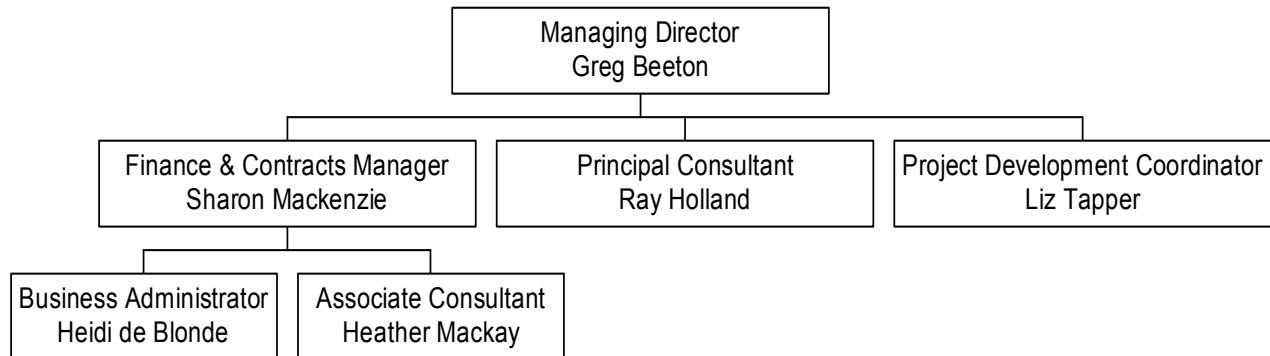 Managing Director
Greg Beeton
Finance & Contracts Manager
Sharon Mackenzie
Principal Consultant
Ray Holland
Project Development Coordinator
Liz Tapper
Business Administrator
Heidi de Blonde
Associate Consultant
Heather Mackay